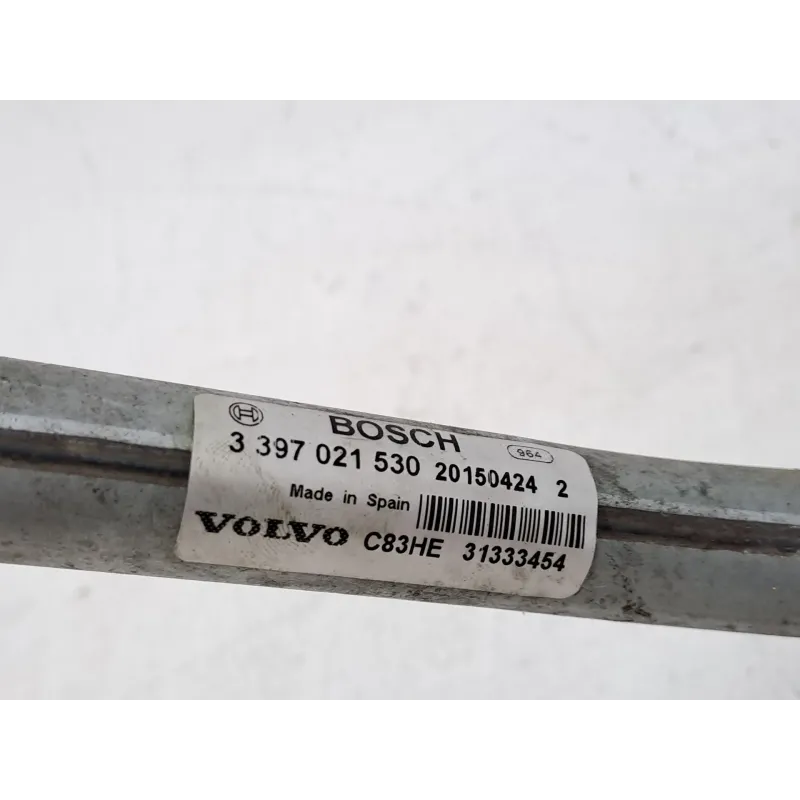 BOSCH
964
3 397 021 530 20150424 2
Made in Spain
VOLVO C83HE 31333454